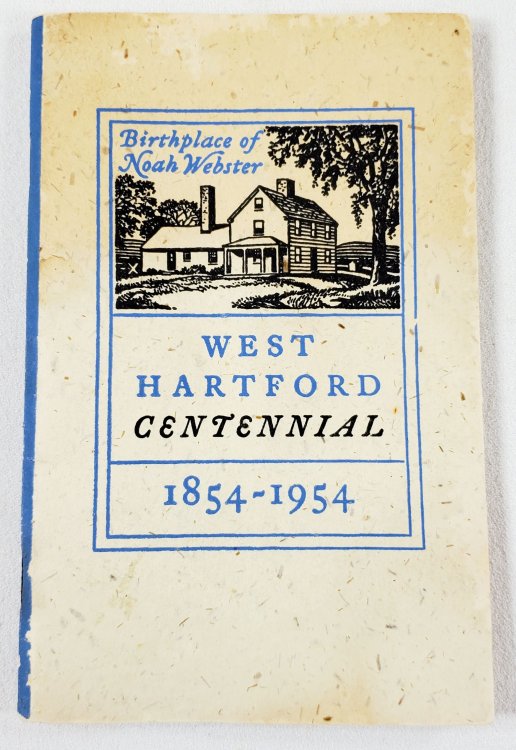 Birthplace of
Noah Webster
WEST
HARTFORD
CENTENNIAL
1854-1954